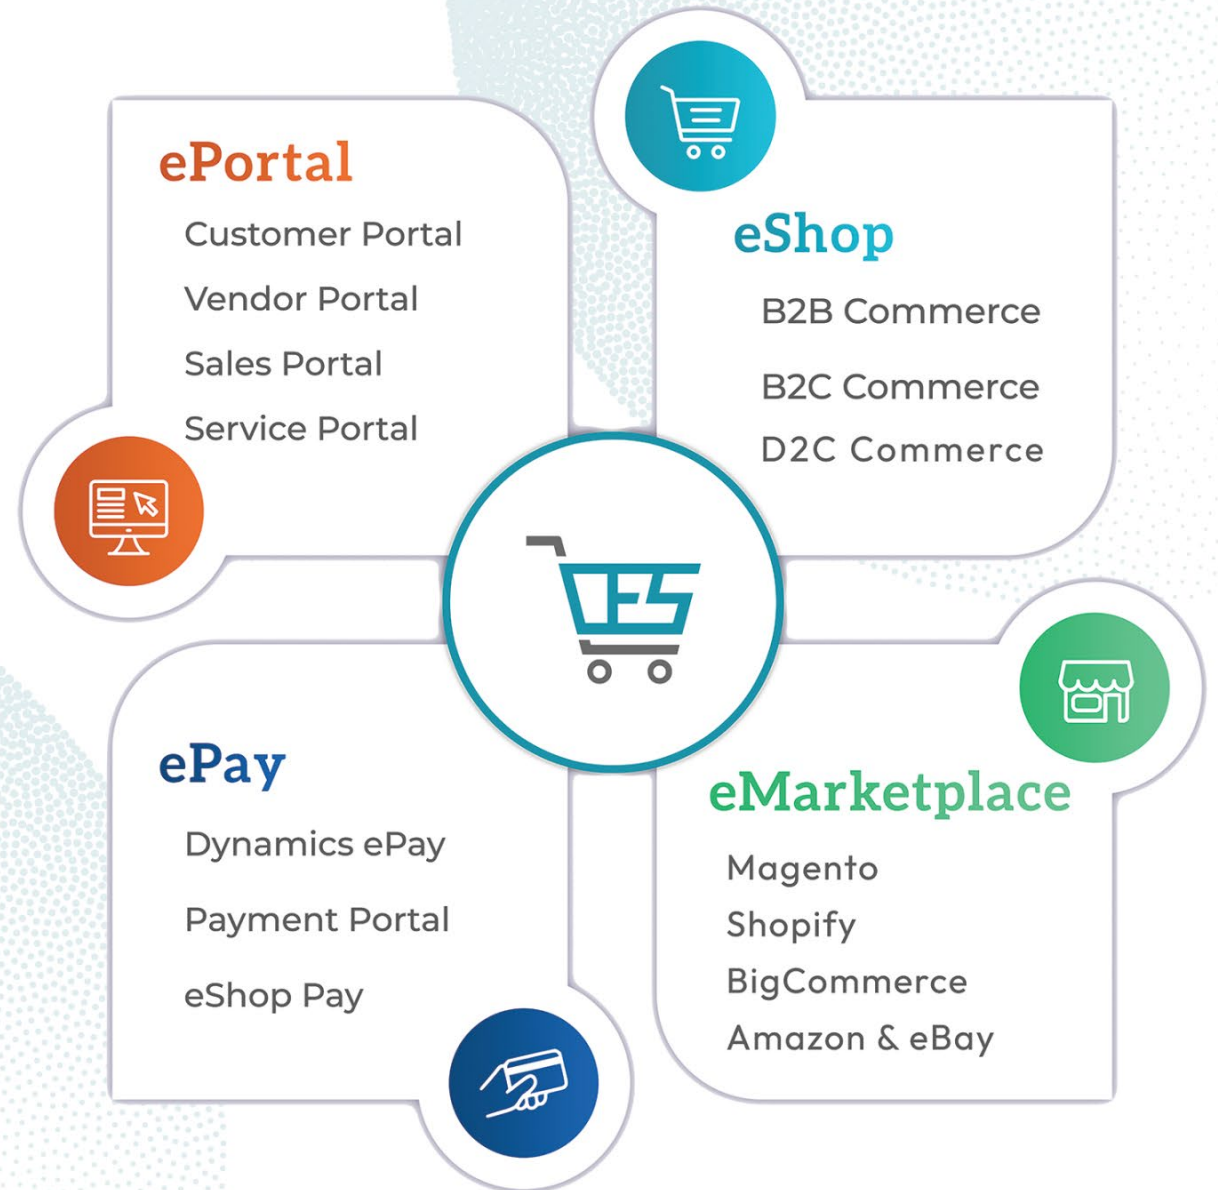 ePortal
Customer Portal
Vendor Portal
Sales Portal
Service Portal
eShop
B2B Commerce
B2C Commerce
D2C Commerce
ePay
Dynamics ePay
Payment Portal
eShop Pay
eMarketplace
Magento
Shopify
BigCommerce
Amazon & eBay